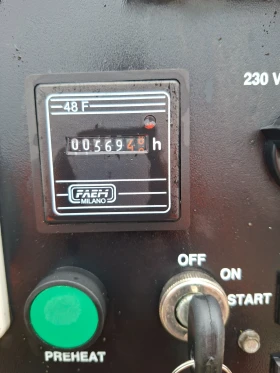 48 F
230 V
00569 h
FAEM
MILANO
OFF
ON
START
PREHEAT